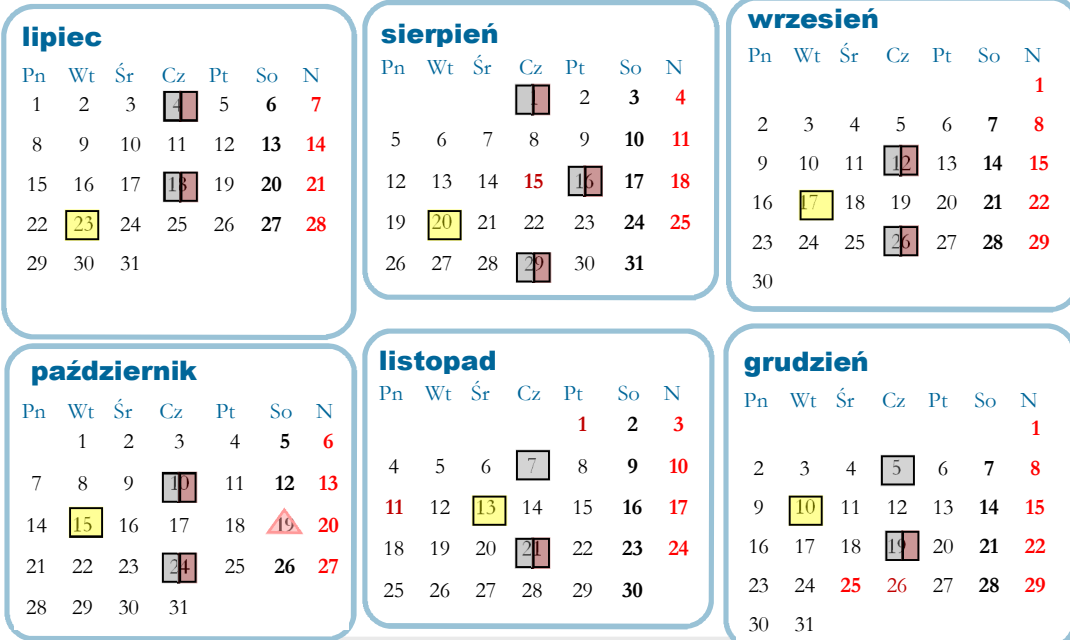 lipiec
Pn Wt Śr Cz Pt So N
1 2 3 4 5 6 7
8 9 10 11 12 13 14
15 16 17 18 19 20 21
22 23 24 25 26 27 28
29 30 31
sierpień
Pn Wt Śr Cz Pt So N
1 2 3 4
5 6 7 8 9 10 11
12 13 14 15 16 17 18
19 20 21 22 23 24 25
26 27 28 29 30 31
wrzesień
Pn Wt Śr Cz Pt So N
1
2 3 4 5 6 7 8
9 10 11 12 13 14 15
16 17 18 19 20 21 22
23 24 25 26 27 28 29
30
październik
Pn Wt Śr Cz Pt So N
1 2 3 4 5 6
7 8 9 10 11 12 13
14 15 16 17 18 19 20
21 22 23 24 25 26 27
28 29 30 31
listopad
Pn Wt Śr Cz Pt So N
1 2 3
4 5 6 7 8 9 10
11 12 13 14 15 16 17
18 19 20 21 22 23 24
25 26 27 28 29 30
grudzień
Pn Wt Śr Cz Pt So N
1
2 3 4 5 6 7 8
9 10 11 12 13 14 15
16 17 18 19 20 21 22
23 24 25 26 27 28 29
30 31